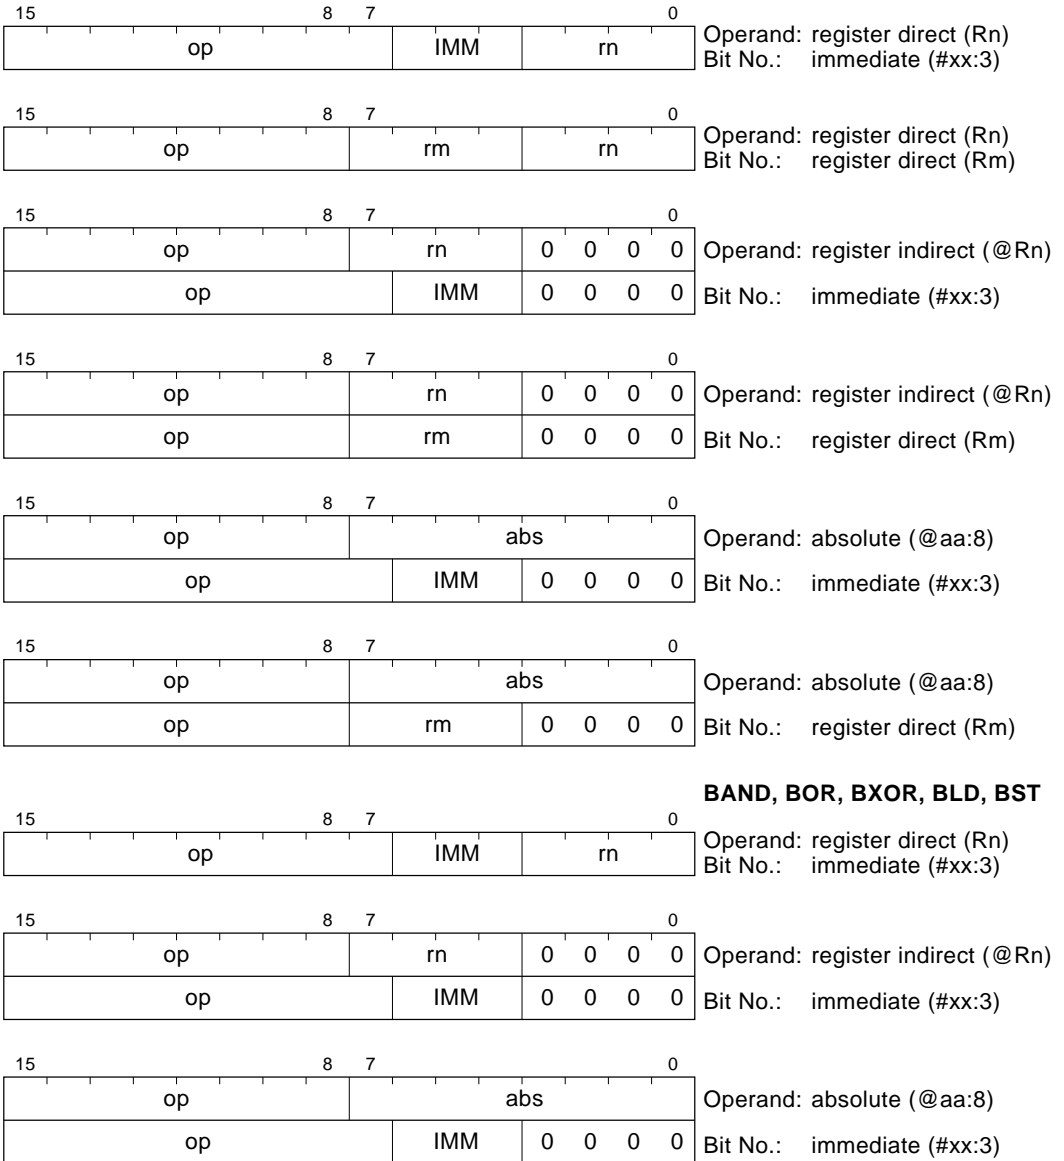 15 8 7 0
op IMM rn Operand: register direct (Rn)
Bit No.: immediate (#xx:3)
15 8 7 0
op rm rn Operand: register direct (Rn)
Bit No.: register direct (Rm)
15 8 7 0
op rn 0 0 0 0 Operand: register indirect (@Rn)
op IMM 0 0 0 0 Bit No.: immediate (#xx:3)
15 8 7 0
op rn 0 0 0 0 Operand: register indirect (@Rn)
op rm 0 0 0 0 Bit No.: register direct (Rm)
15 8 7 0
op abs Operand: absolute (@aa:8)
op IMM 0 0 0 0 Bit No.: immediate (#xx:3)
15 8 7 0
op abs Operand: absolute (@aa:8)
op rm 0 0 0 0 Bit No.: register direct (Rm)
BAND, BOR, BXOR, BLD, BST
15 8 7 0
op IMM rn Operand: register direct (Rn)
Bit No.: immediate (#xx:3)
15 8 7 0
op rn 0 0 0 0 Operand: register indirect (@Rn)
op IMM 0 0 0 0 Bit No.: immediate (#xx:3)
15 8 7 0
op abs Operand: absolute (@aa:8)
op IMM 0 0 0 0 Bit No.: immediate (#xx:3)